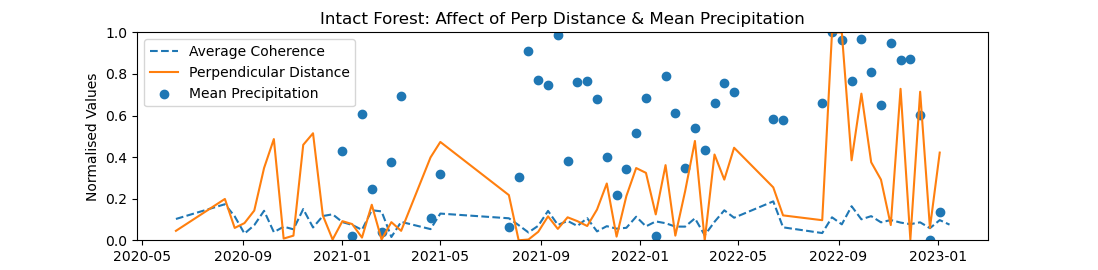 Intact Forest: Affect of Perp Distance & Mean Precipitation
Normalised Values
1.0
0.8
0.6
0.4
0.2
0.0
Average Coherence
Perpendicular Distance
Mean Precipitation
2020-05 2020-09 2021-01 2021-05 2021-09 2022-01 2022-05 2022-09 2023-01